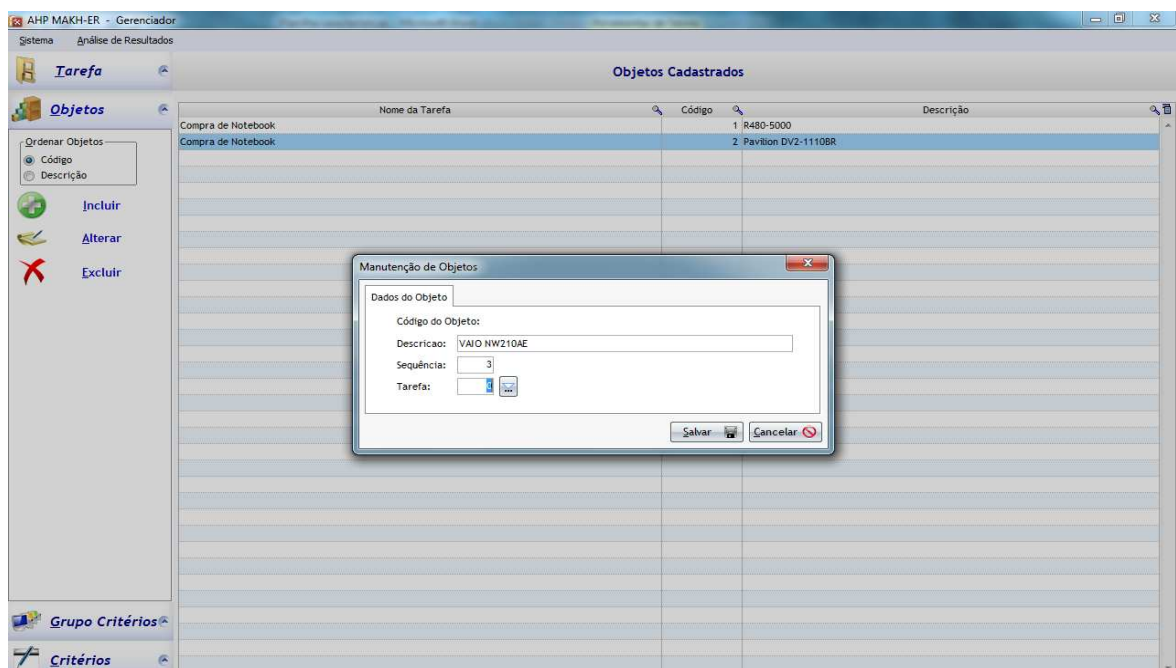 AHP MAKH-ER - Gerenciador
Sistema Análise de Resultados
Tarefa
Objetos Cadastrados
Objetos
Nome da Tarefa Código Descrição
Compra de Notebook 1 R480-5000
Compra de Notebook 2 Pavilion DV2-1110BR
Ordenar Objetos
Código
Descrição
Incluir
Alterar
Excluir
Manutenção de Objetos
Dados do Objeto
Código do Objeto:
Descricao: VAIO NW210AE
Sequência: 3
Tarefa:
Salvar Cancelar
Grupo Critérios
Critérios